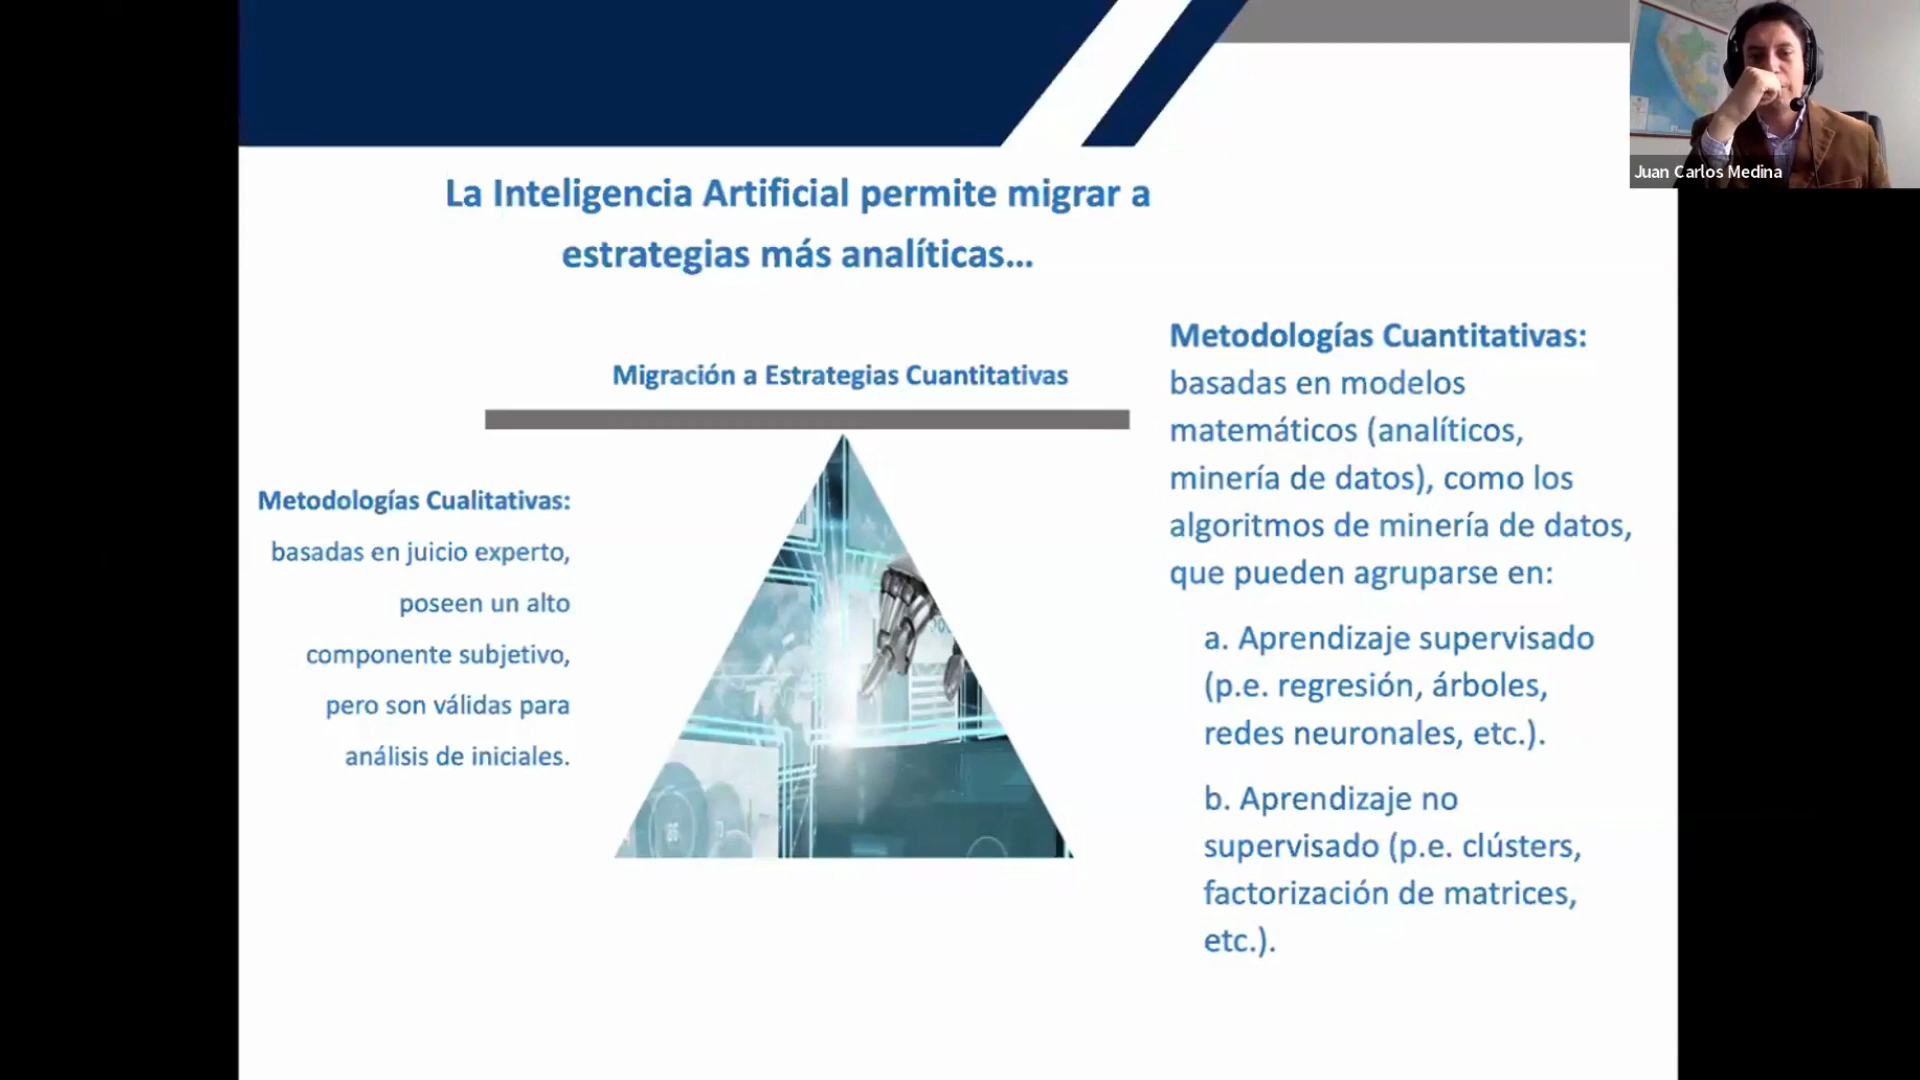 La Inteligencia Artificial permite migrar a
estrategias más analíticas...
Migración a Estrategias Cuantitativas
Metodologías Cualitativas:
basadas en juicio experto,
poseen un alto
componente subjetivo,
pero son válidas para
análisis de iniciales.
Metodologías Cuantitativas:
basadas en modelos
matemáticos (analíticos,
minería de datos), como los
algoritmos de minería de datos,
que pueden agruparse en:
a. Aprendizaje supervisado
(p.e. regresión, árboles,
redes neuronales, etc.).
b. Aprendizaje no
supervisado (p.e. clústers,
factorización de matrices,
etc.).
Juan Carlos Medina